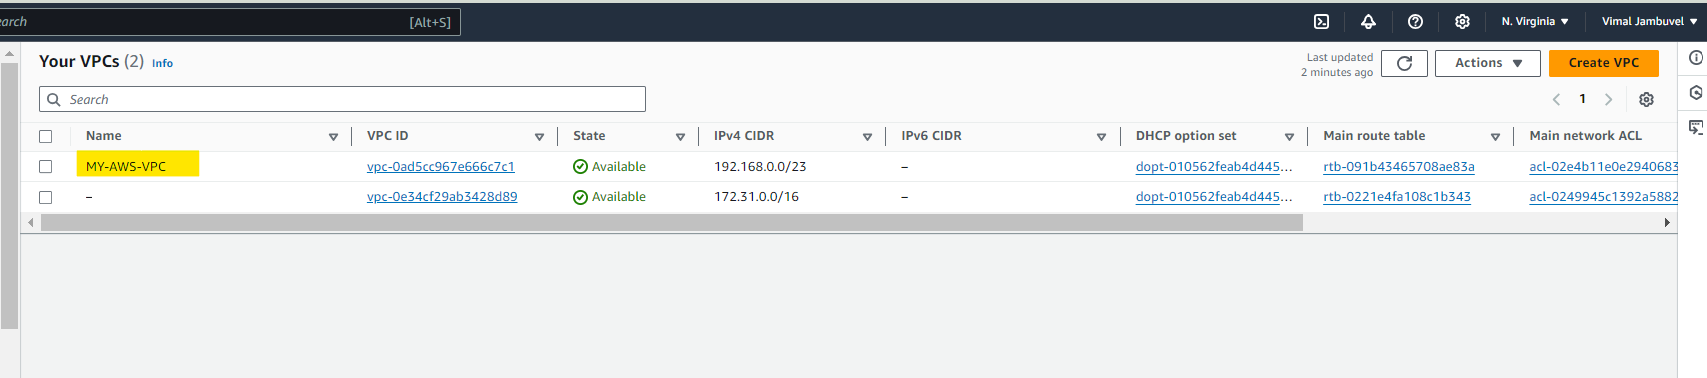 earch [Alt+S] N. Virginia Vimal Jambuvel
Your VPCs (2) Info
Last updated
2 minutes ago
Actions
Create VPC
Search
1
Name VPC ID State IPv4 CIDR IPv6 CIDR DHCP option set Main route table Main network ACL
MY-AWS-VPC vpc-0ad5cc967e666c7c1 Available 192.168.0.0/23 – dopt-010562feab4d445... rtb-091b43465708ae83a acl-02e4b11e0e2940683
– vpc-0e34cf29ab3428d89 Available 172.31.0.0/16 – dopt-010562feab4d445... rtb-0221e4fa108c1b343 acl-0249945c1392a5882